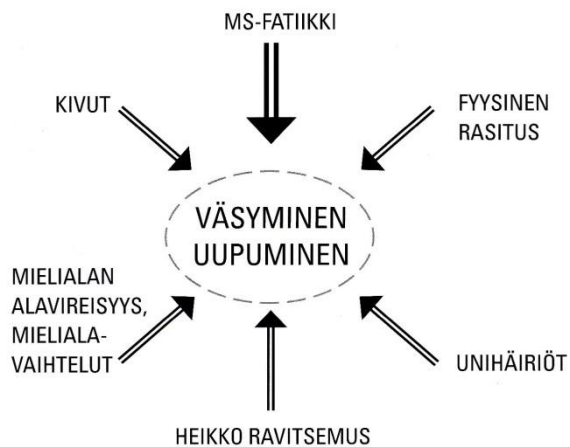 MS-FATIIKKI
KIVUT
FYYSINEN
RASITUS
VÄSYMINEN
UUPUMINEN
MIELIALAN
ALAVIREISYYS,
MIELIALA-
VAIHTELUT
UNIHÄIRIÖT
HEIKKO RAVITSEMUS